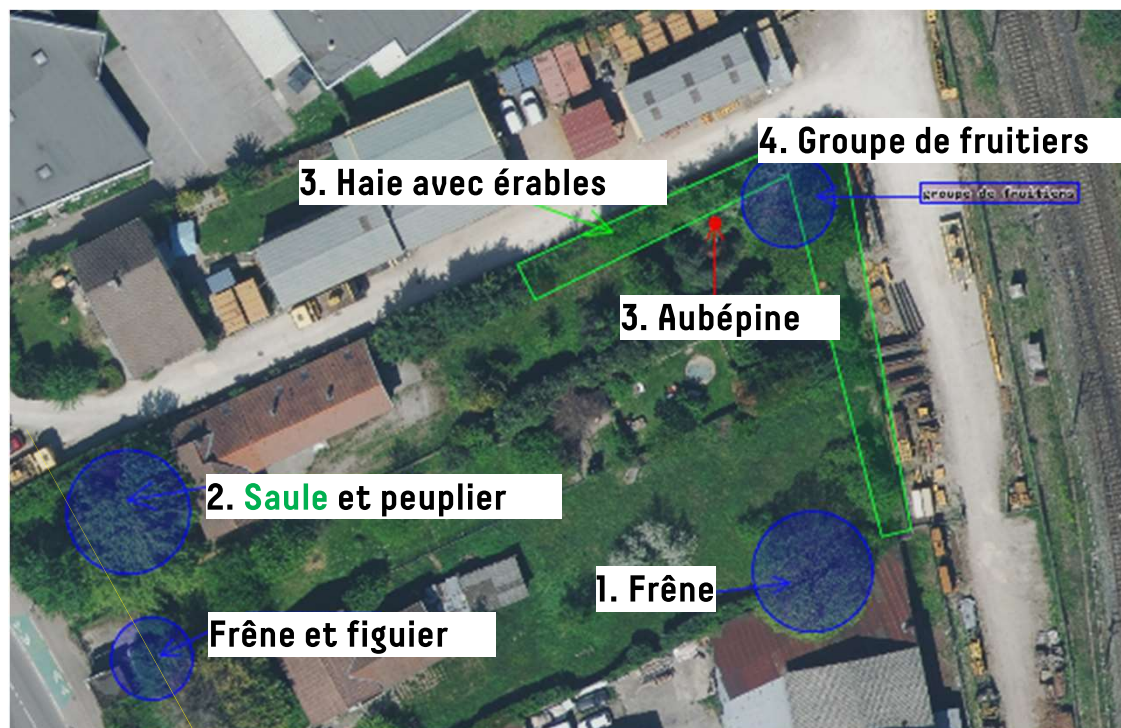 4. Groupe de fruitiers
3. Haie avec érables
groupe de fruitiers
3. Aubépine
2. Saule et peuplier
1. Frêne
Frêne et figuier